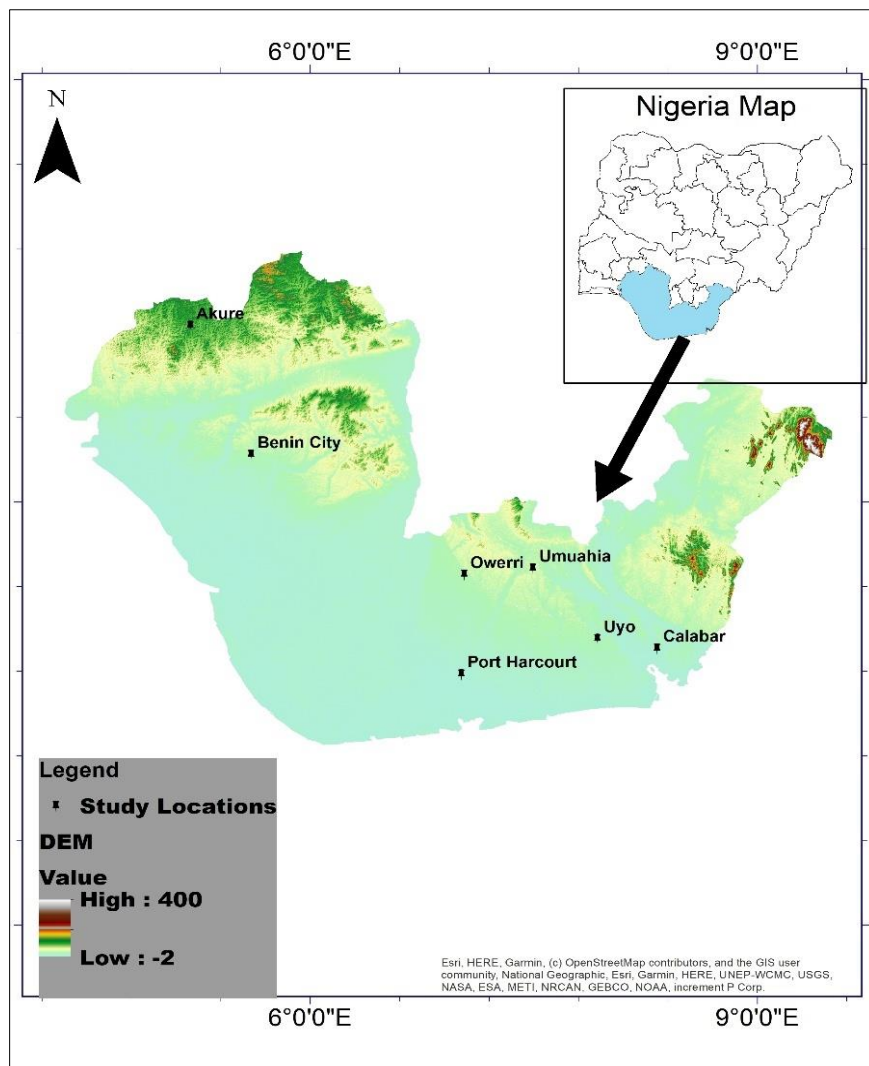 6°0'0"E 9°0'0"E
N
Nigeria Map
Akure
Benin City
Owerri
Umuahia
Uyo
Calabar
Port Harcourt
Legend
Study Locations
DEM
Value
High : 400
Low : -2
Esri, HERE, Garmin, (c) OpenStreetMap contributors, and the GIS user
community, National Geographic, Esri, Garmin, HERE, UNEP-WCMC, USGS,
NASA, ESA, METI, NRCAN, GEBCO, NOAA, increment P Corp.
6°0'0"E 9°0'0"E